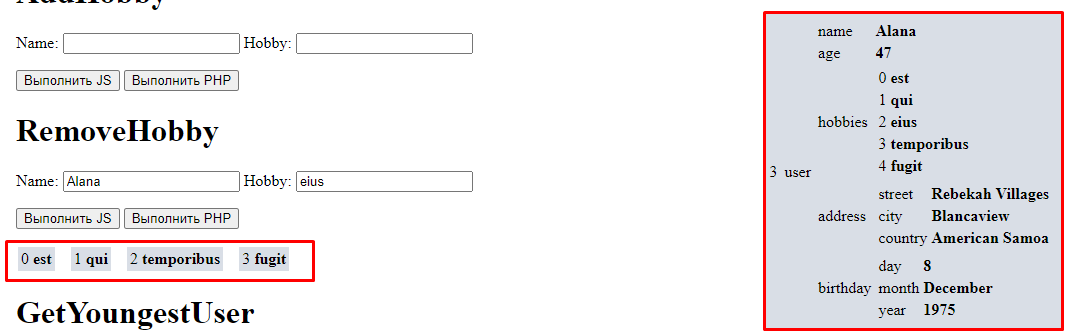 AddHobby
Name: Hobby:
Выполнить JS Выполнить PHP
RemoveHobby
Name: Alana Hobby: eius
Выполнить JS Выполнить PHP
0 est 1 qui 2 temporibus 3 fugit
GetYoungestUser
3 user
name Alana
age 47
hobbies
0 est
1 qui
2 eius
3 temporibus
4 fugit
address
street Rebekah Villages
city Blancaview
country American Samoa
birthday
day 8
month December
year 1975